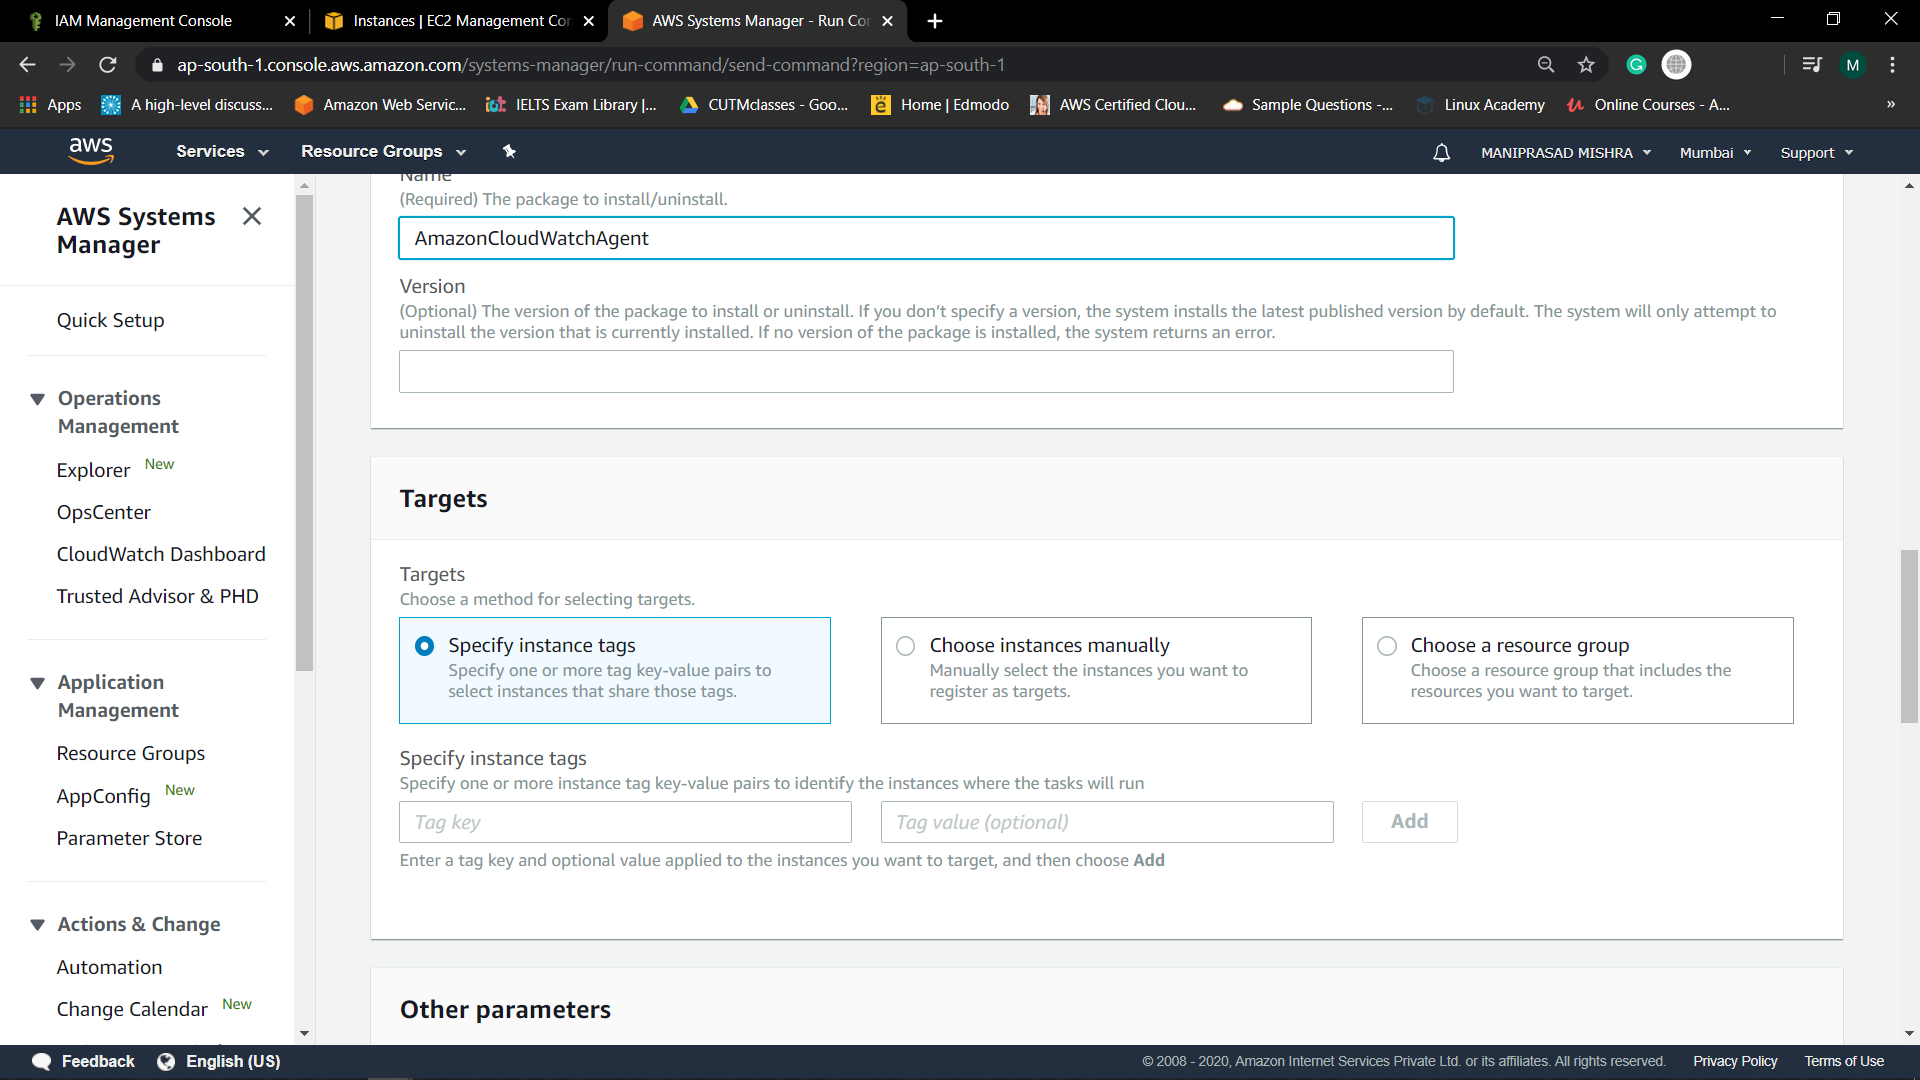 IAM Management Console
Instances | EC2 Management Con
AWS Systems Manager - Run Con
ap-south-1.console.aws.amazon.com/systems-manager/run-command/send-command?region=ap-south-1
M
Apps
A high-level discuss...
Amazon Web Servic...
IELTS Exam Library |...
CUTMclasses - Goo...
Home | Edmodo
AWS Certified Clou...
Sample Questions -...
Linux Academy
Online Courses - A...
»
aws
Services
Resource Groups
MANIPRASAD MISHRA
Mumbai
Support
AWS Systems
Manager
Quick Setup
Operations
Management
Explorer New
OpsCenter
CloudWatch Dashboard
Trusted Advisor & PHD
Application
Management
Resource Groups
AppConfig New
Parameter Store
Actions & Change
Automation
Change Calendar New
Name
(Required) The package to install/uninstall.
AmazonCloudWatchAgent
Version
(Optional) The version of the package to install or uninstall. If you don't specify a version, the system installs the latest published version by default. The system will only attempt to
uninstall the version that is currently installed. If no version of the package is installed, the system returns an error.
Targets
Targets
Choose a method for selecting targets.
Specify instance tags
Specify one or more tag key-value pairs to
select instances that share those tags.
Choose instances manually
Manually select the instances you want to
register as targets.
Choose a resource group
Choose a resource group that includes the
resources you want to target.
Specify instance tags
Specify one or more instance tag key-value pairs to identify the instances where the tasks will run
Tag key
Tag value (optional)
Add
Enter a tag key and optional value applied to the instances you want to target, and then choose Add
Other parameters
Feedback
English (US)
© 2008 - 2020, Amazon Internet Services Private Ltd. or its affiliates. All rights reserved.
Privacy Policy
Terms of Use